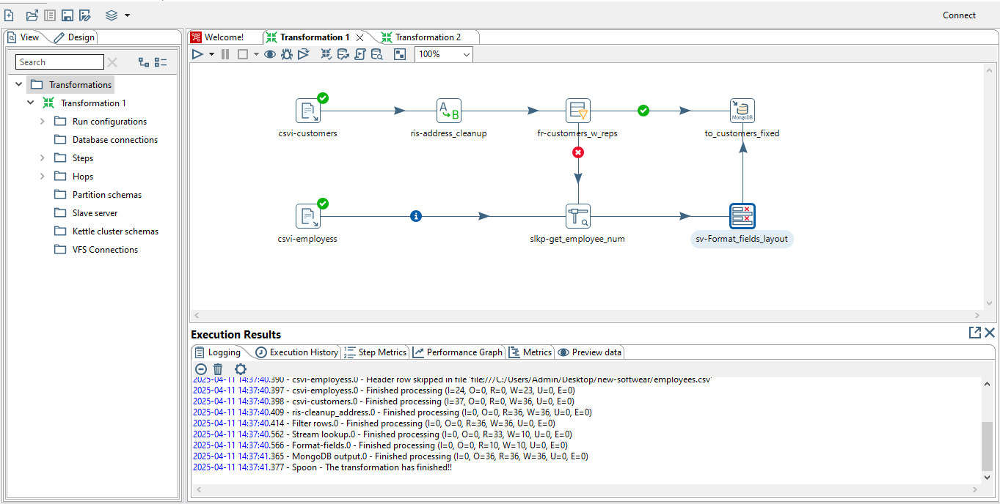 Connect
View
Design
Search
Transformations
Transformation 1
Run configurations
Database connections
Steps
Hops
Partition schemas
Slave server
Kettle cluster schemas
VFS Connections
Welcome!
Transformation 1
Transformation 2
100%
csvi-customers
A
B
ris-address_cleanup
fr-customers_w_reps
MongoDB
to_customers_fixed
csvi-employess
slkp-get_employee_num
sv-Format_fields_layout
Execution Results
Logging
Execution History
Step Metrics
Performance Graph
Metrics
Preview data
2025-04-11 14:37:40.390 - csvi-employess.0 - Header row skipped in file 'file:///C:/Users/Admin/Desktop/new-softwear/employees.csv'
2025-04-11 14:37:40.397 - csvi-employess.0 - Finished processing (I=24, O=0, R=0, W=23, U=0, E=0)
2025-04-11 14:37:40.398 - csvi-customers.0 - Finished processing (I=37, O=0, R=0, W=36, U=0, E=0)
2025-04-11 14:37:40.409 - ris-cleanup_address.0 - Finished processing (I=0, O=0, R=36, W=36, U=0, E=0)
2025-04-11 14:37:40.414 - Filter rows.0 - Finished processing (I=0, O=0, R=36, W=36, U=0, E=0)
2025-04-11 14:37:40.562 - Stream lookup.0 - Finished processing (I=0, O=0, R=33, W=10, U=0, E=0)
2025-04-11 14:37:40.566 - Format-fields.0 - Finished processing (I=0, O=0, R=10, W=10, U=0, E=0)
2025-04-11 14:37:41.365 - MongoDB output.0 - Finished processing (I=0, O=36, R=36, W=36, U=0, E=0)
2025-04-11 14:37:41.377 - Spoon - The transformation has finished!!